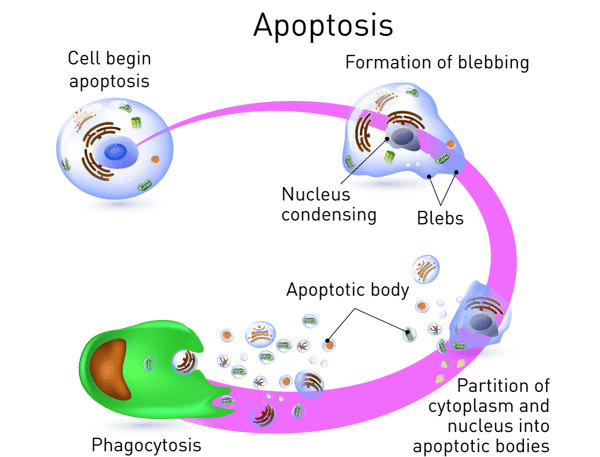 Apoptosis
Cell begin
apoptosis
Formation of blebbing
Nucleus
condensing
Blebs
Apoptotic body
Partition of
cytoplasm and
nucleus into
apoptotic bodies
Phagocytosis